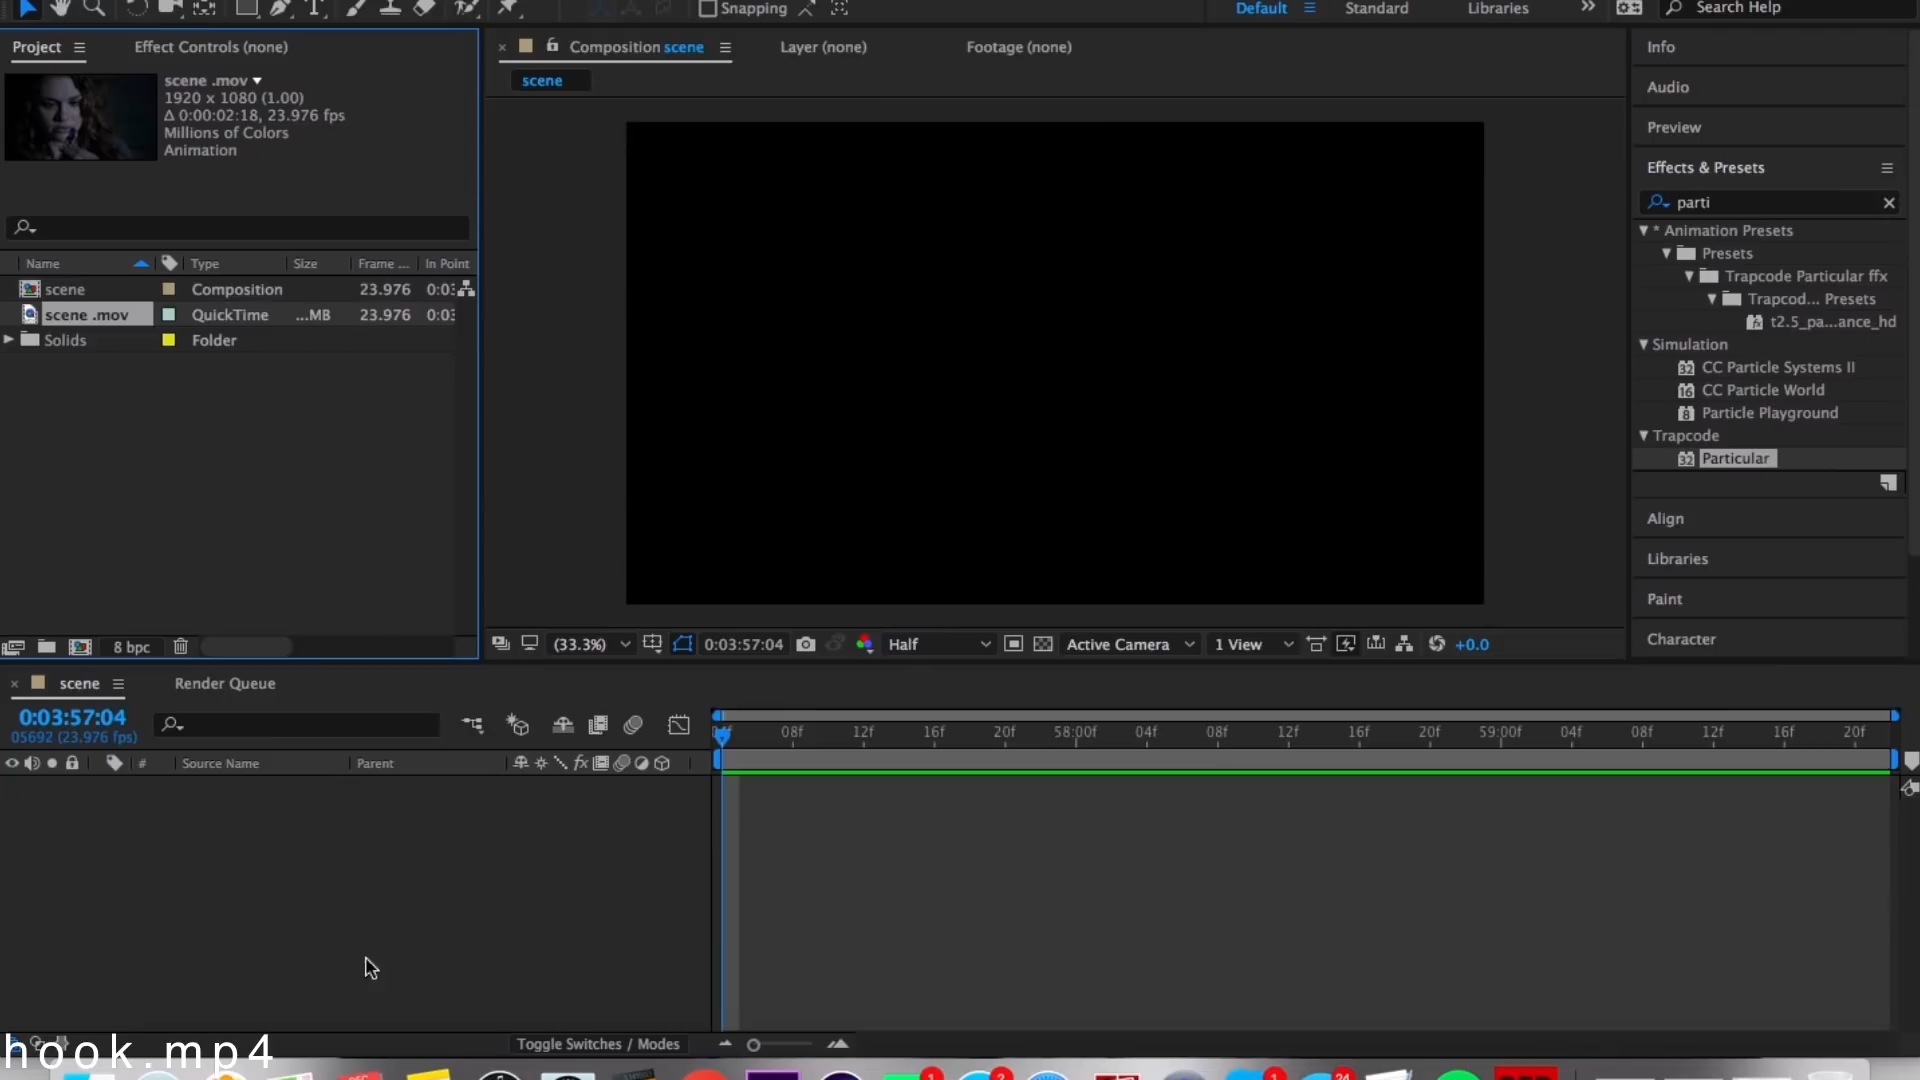 Snapping
Default
Standard
Libraries
Search Help
Project
Effect Controls (none)
Composition scene
Layer (none)
Footage (none)
Info
scene .mov
1920 x 1080 (1.00)
Δ 0:00:02:18, 23.976 fps
Millions of Colors
Animation
scene
Audio
Preview
Effects & Presets
parti
* Animation Presets
Presets
Trapcode Particular ffx
Trapcod... Presets
t2.5_pa...ance_hd
Simulation
CC Particle Systems II
CC Particle World
Particle Playground
Trapcode
Particular
Align
Libraries
Paint
Character
Name Type Size Frame ... In Point
scene Composition 23.976 0:03
scene .mov QuickTime ...MB 23.976 0:03
Solids Folder
8 bpc
(33.3%) 0:03:57:04 Half Active Camera 1 View +0.0
scene
Render Queue
0:03:57:04
05692 (23.976 fps)
08f 12f 16f 20f 58:00f 04f 08f 12f 16f 20f 59:00f 04f 08f 12f 16f 20f
# Source Name Parent
Toggle Switches / Modes
hook.mp4